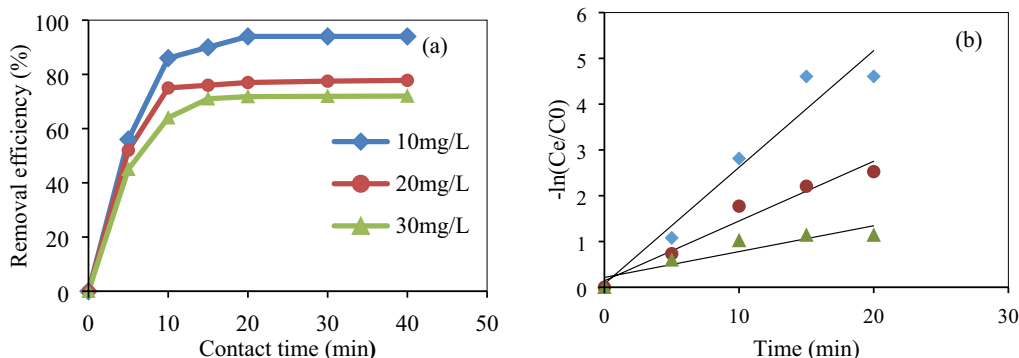 (a)
Removal efficiency (%)
100
80
60
40
20
0
0 10 20 30 40 50
Contact time (min)
10mg/L
20mg/L
30mg/L
(b)
-ln(Ce/C0)
6
5
4
3
2
1
0
0 10 20 30
Time (min)